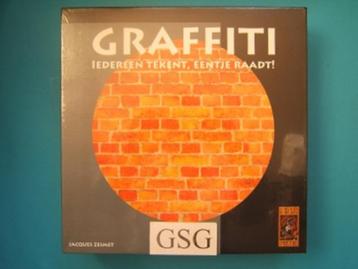 GRAFFITI
IEDEREEN TEKENT, EENTJE RAADT!
JACQUES ZEIMET
GSG